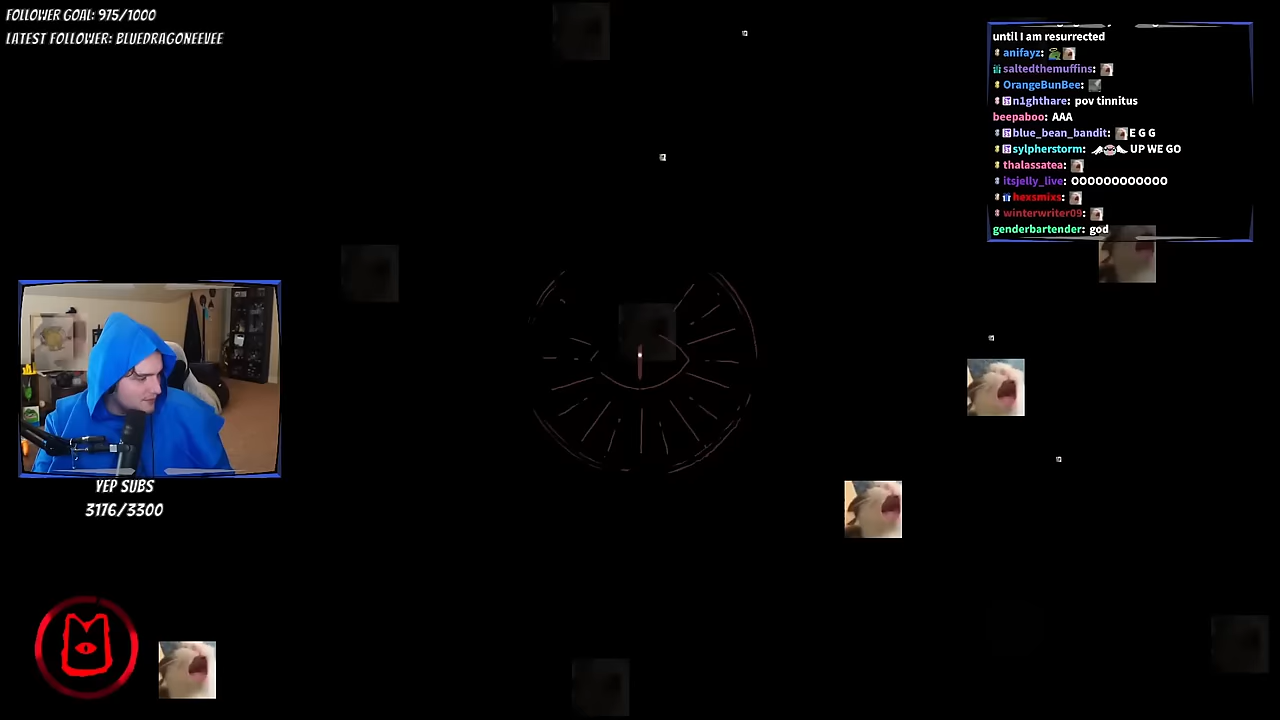 FOLLOWER GOAL: 975/1000
LATEST FOLLOWER: BLUEDRAGONEEVEE
until I am resurrected
anifayz:
saltedthemuffins:
OrangeBunBee:
n1ghthare: pov tinnitus
beepaboo: AAA
blue_bean_bandit: E G G
sylpherstorm: UP WE GO
thalassatea:
itsjelly_live: OOOOOOOOOOOO
hexsmixs:
winterwriter09:
genderbartender: god
YEP SUBS
3176/3300